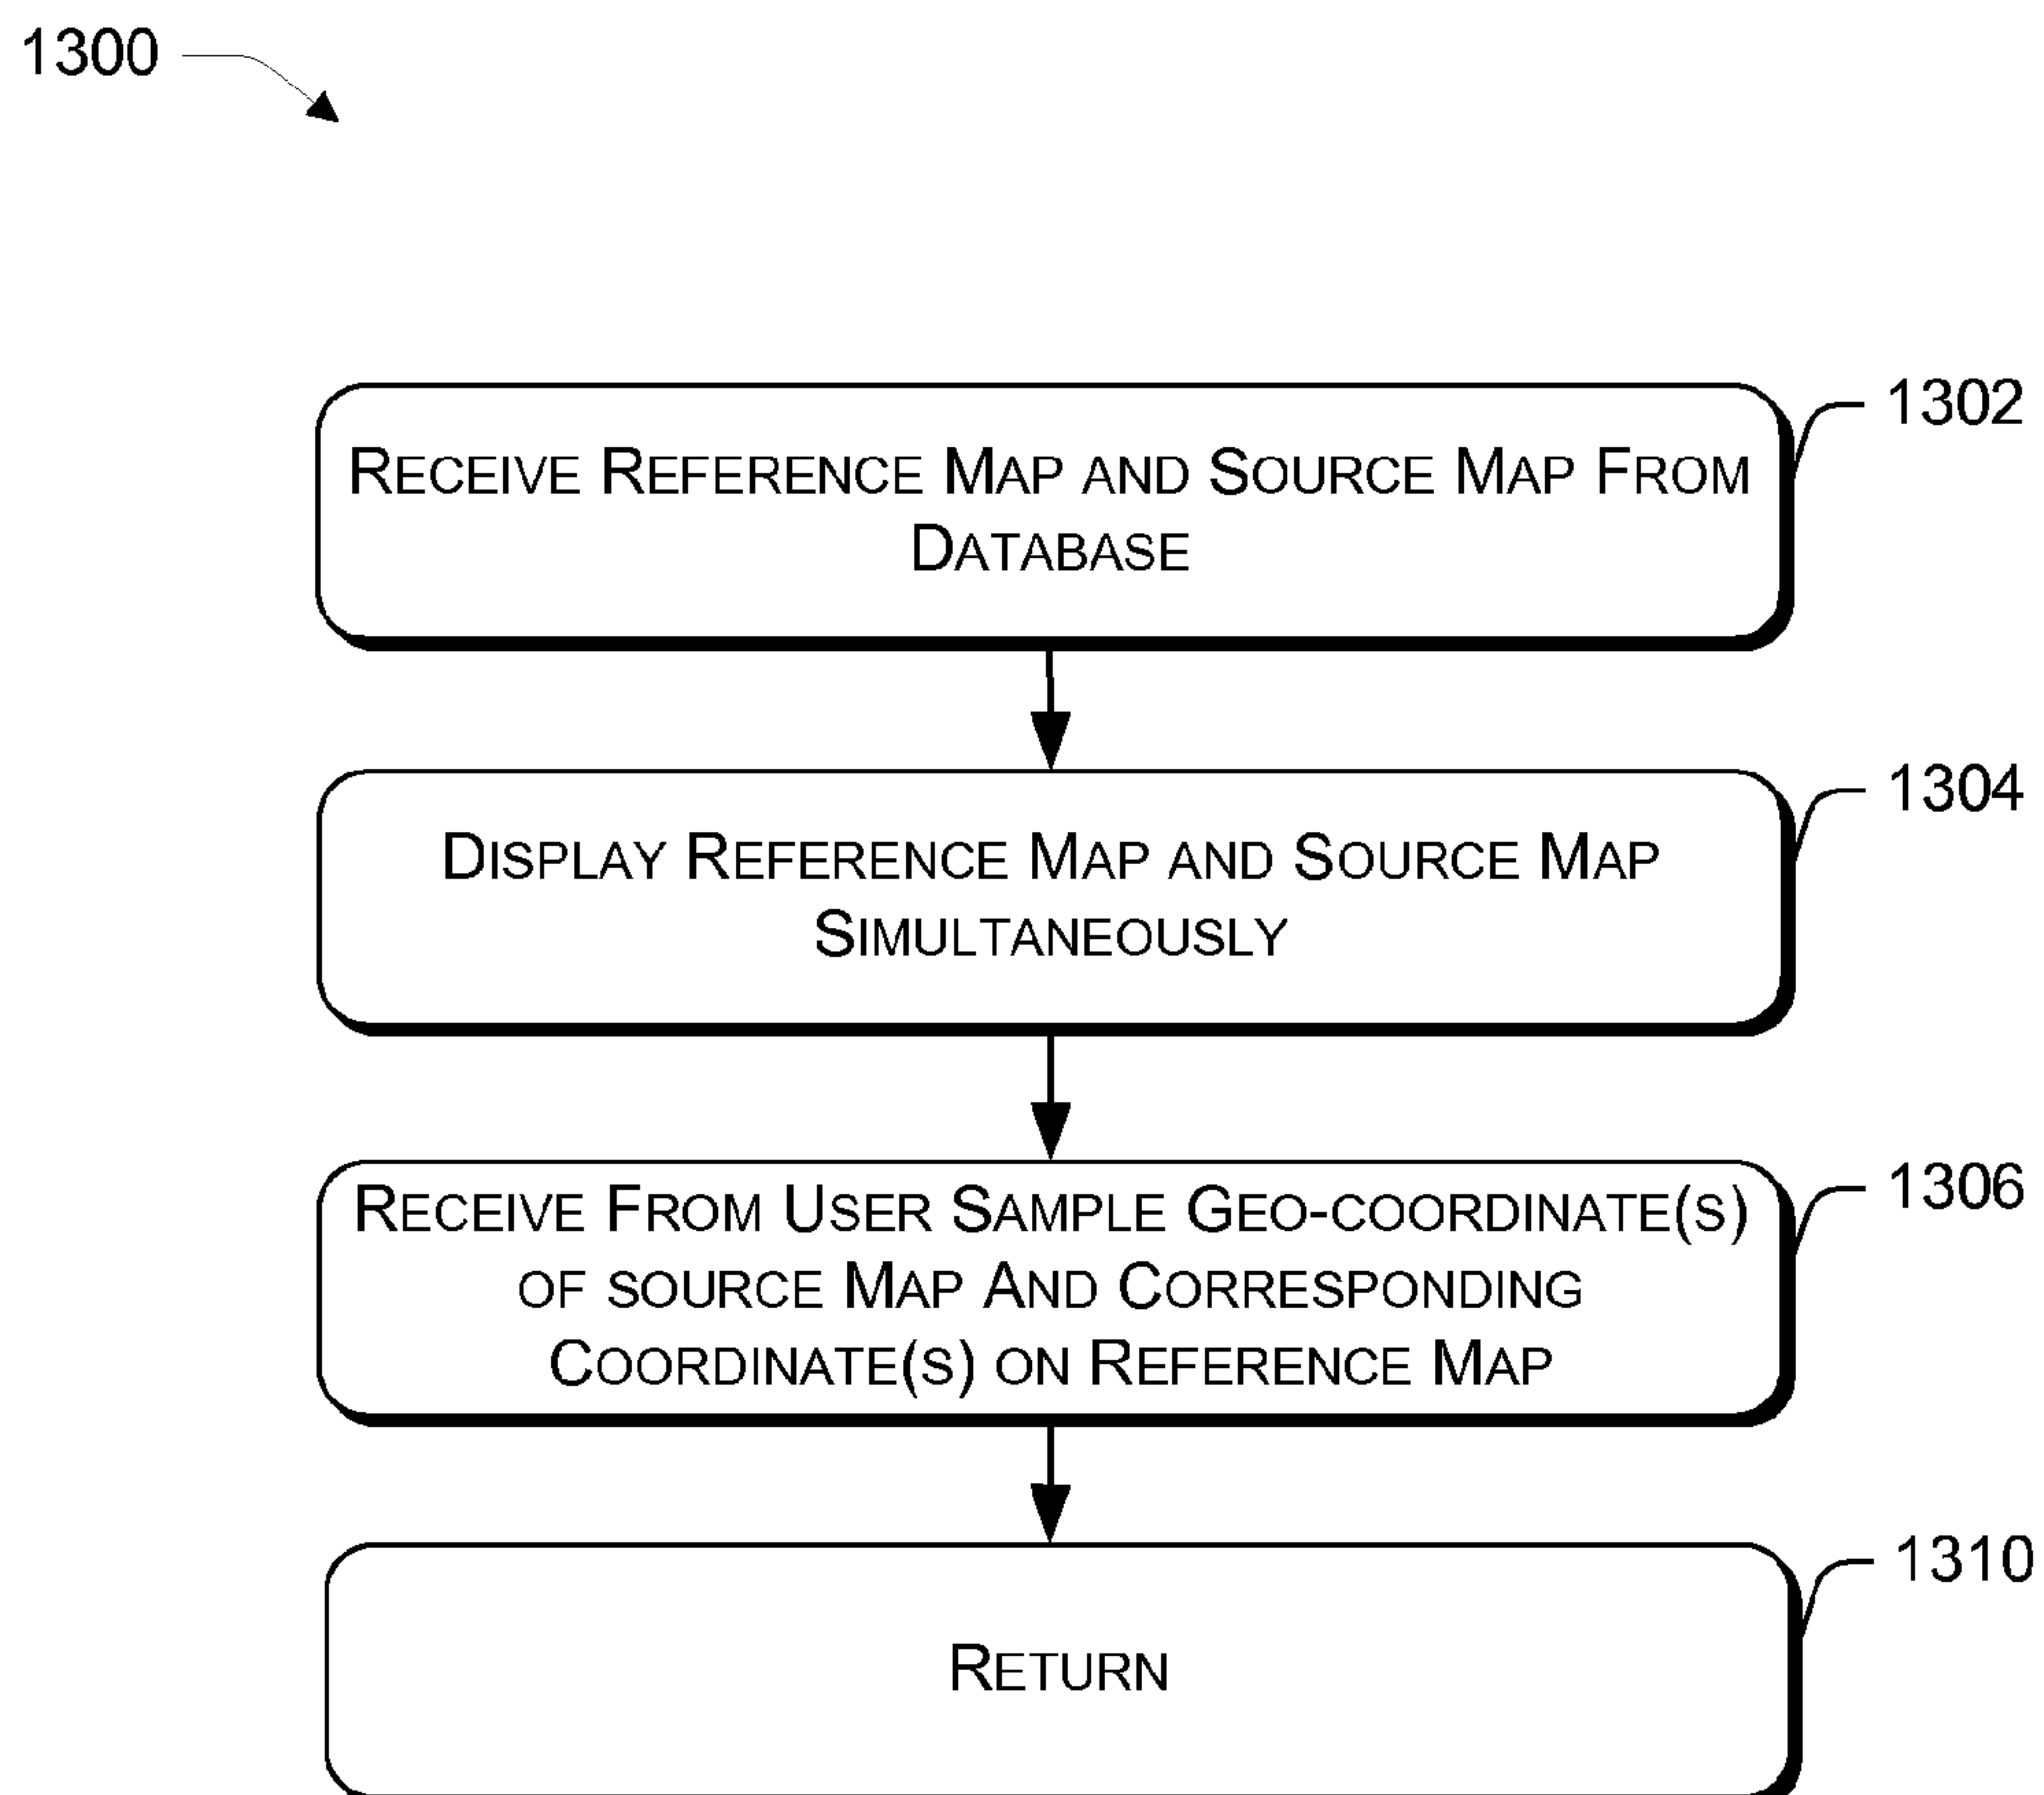 1300
1302
RECEIVE REFERENCE MAP AND SOURCE MAP FROM
DATABASE
1304
DISPLAY REFERENCE MAP AND SOURCE MAP
SIMULTANEOUSLY
1306
RECEIVE FROM USER SAMPLE GEO-COORDINATE(S)
OF SOURCE MAP AND CORRESPONDING
COORDINATE(S) ON REFERENCE MAP
1310
RETURN